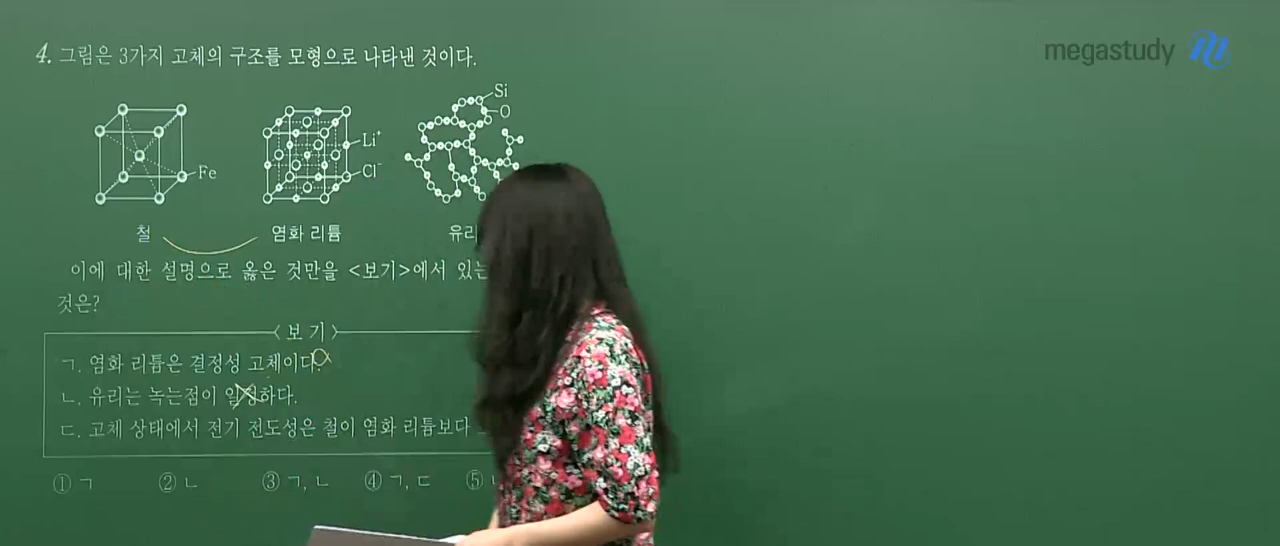 megastudy
4. 그림은 3가지 고체의 구조를 모형으로 나타낸 것이다.
Si
O
Li⁺
Fe
Cl⁻
철
염화 리튬
유리
이에 대한 설명으로 옳은 것만을 <보기>에서 있는
것은?
<보 기>
ㄱ. 염화 리튬은 결정성 고체이다.
ㄴ. 유리는 녹는점이 일정하다.
ㄷ. 고체 상태에서 전기 전도성은 철이 염화 리튬보다
① ㄱ ② ㄴ ③ ㄱ, ㄴ ④ ㄱ, ㄷ ⑤